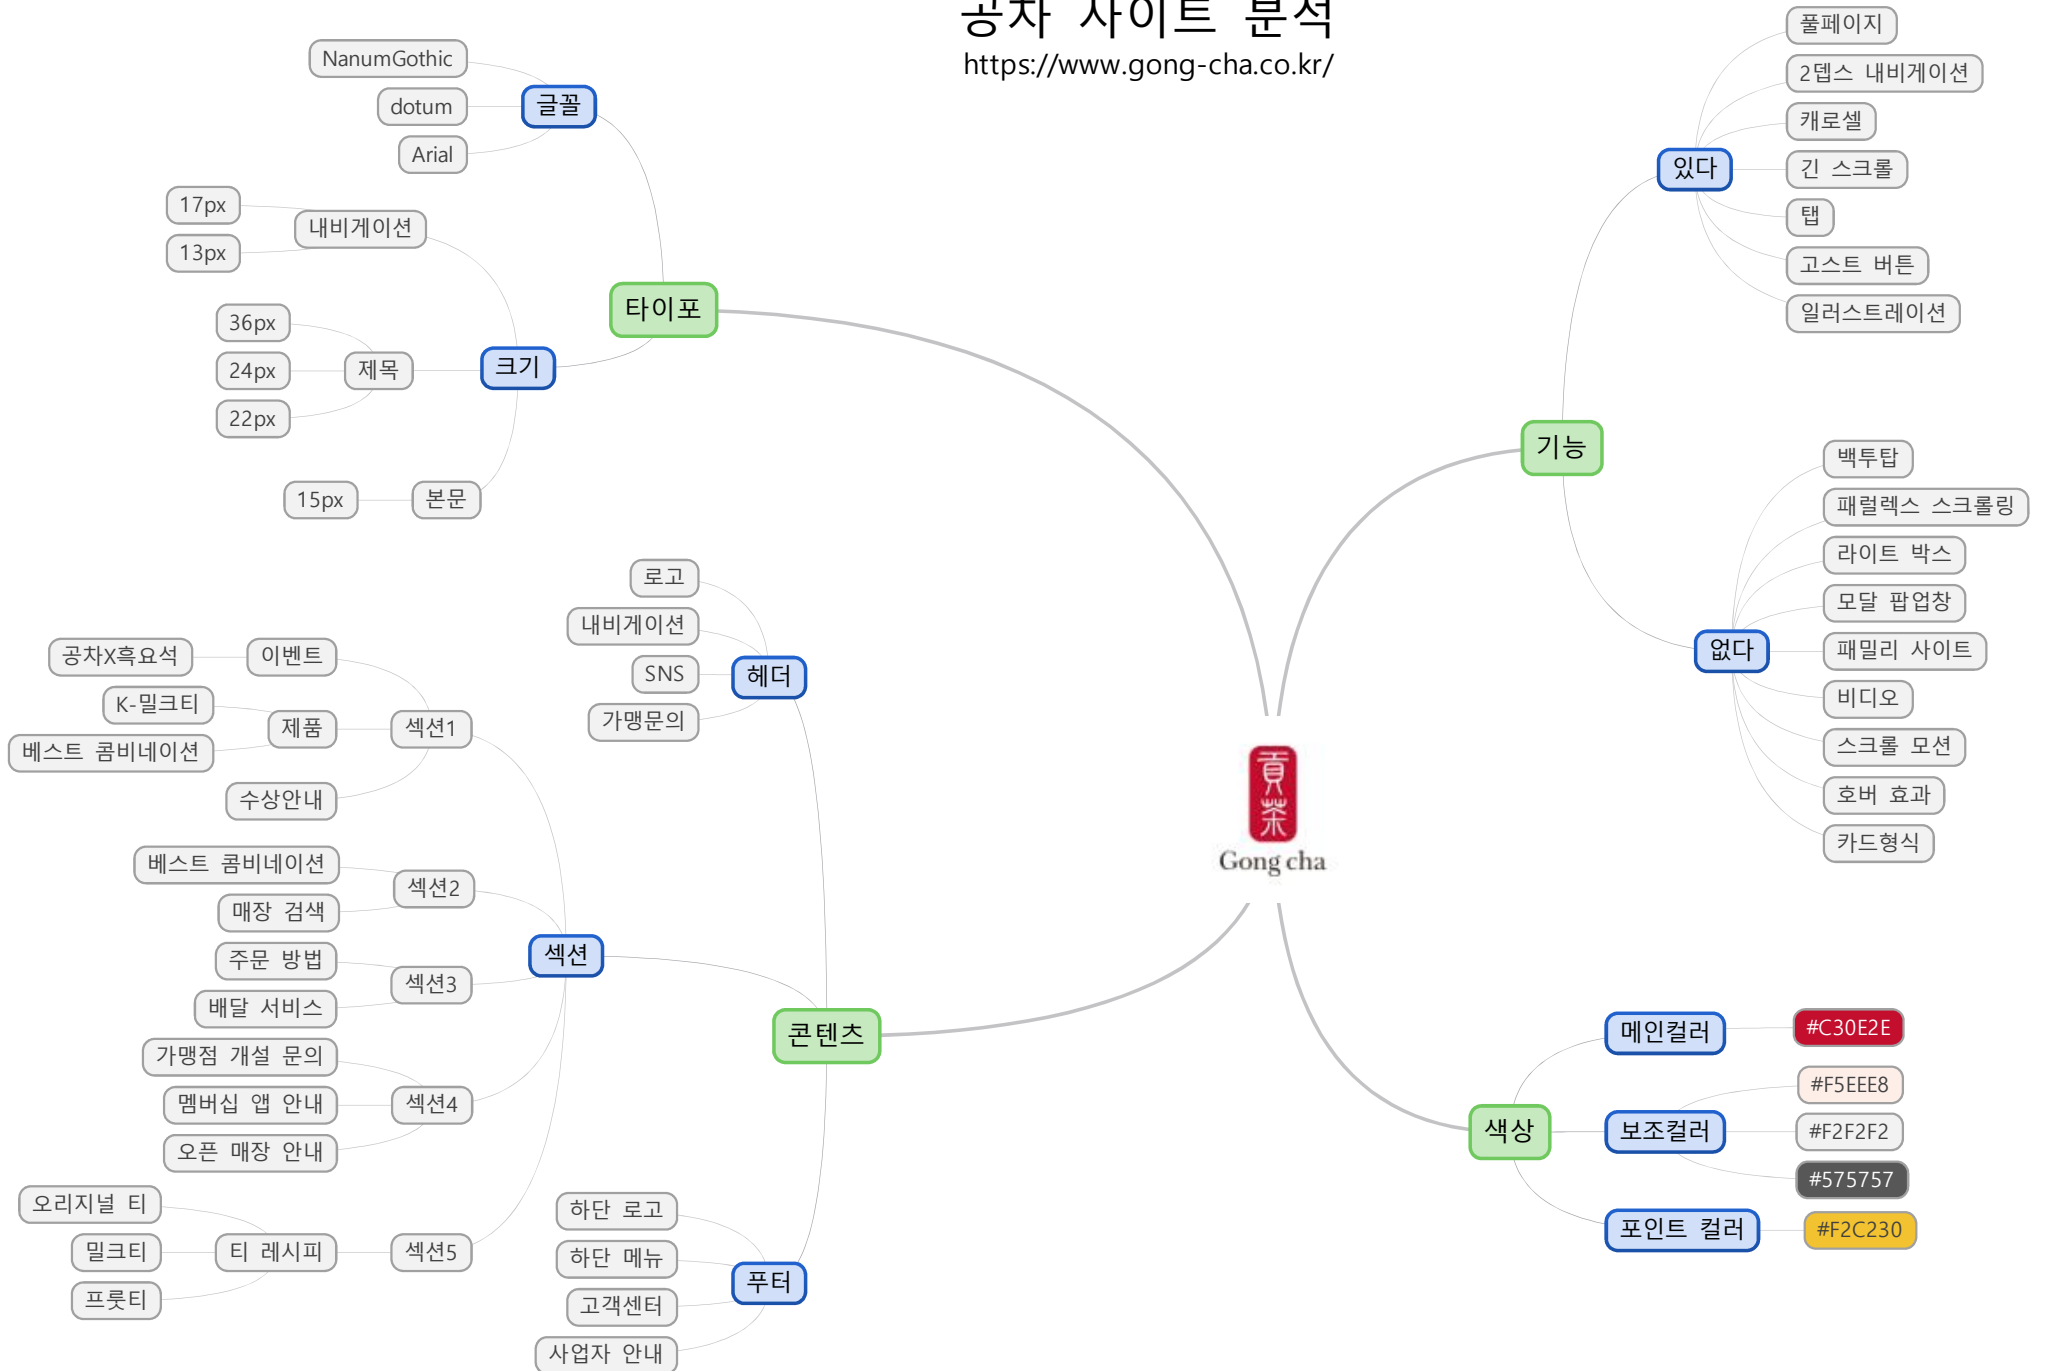 공차 사이트 분석
https://www.gong-cha.co.kr/
타이포
글꼴
NanumGothic
dotum
Arial
크기
내비게이션
17px
13px
제목
36px
24px
22px
본문
15px
기능
있다
풀페이지
2뎁스 내비게이션
캐로셀
긴 스크롤
탭
고스트 버튼
일러스트레이션
없다
백투탑
패럴렉스 스크롤링
라이트 박스
모달 팝업창
패밀리 사이트
비디오
스크롤 모션
호버 효과
카드형식
貢茶
Gong cha
콘텐츠
헤더
로고
내비게이션
SNS
가맹문의
섹션
섹션1
이벤트
공차X흑요석
제품
K-밀크티
베스트 콤비네이션
수상안내
섹션2
베스트 콤비네이션
매장 검색
섹션3
주문 방법
배달 서비스
섹션4
가맹점 개설 문의
멤버십 앱 안내
오픈 매장 안내
섹션5
티 레시피
오리지널 티
밀크티
프룻티
푸터
하단 로고
하단 메뉴
고객센터
사업자 안내
색상
메인컬러
#C30E2E
보조컬러
#F5EEE8
#F2F2F2
#575757
포인트 컬러
#F2C230